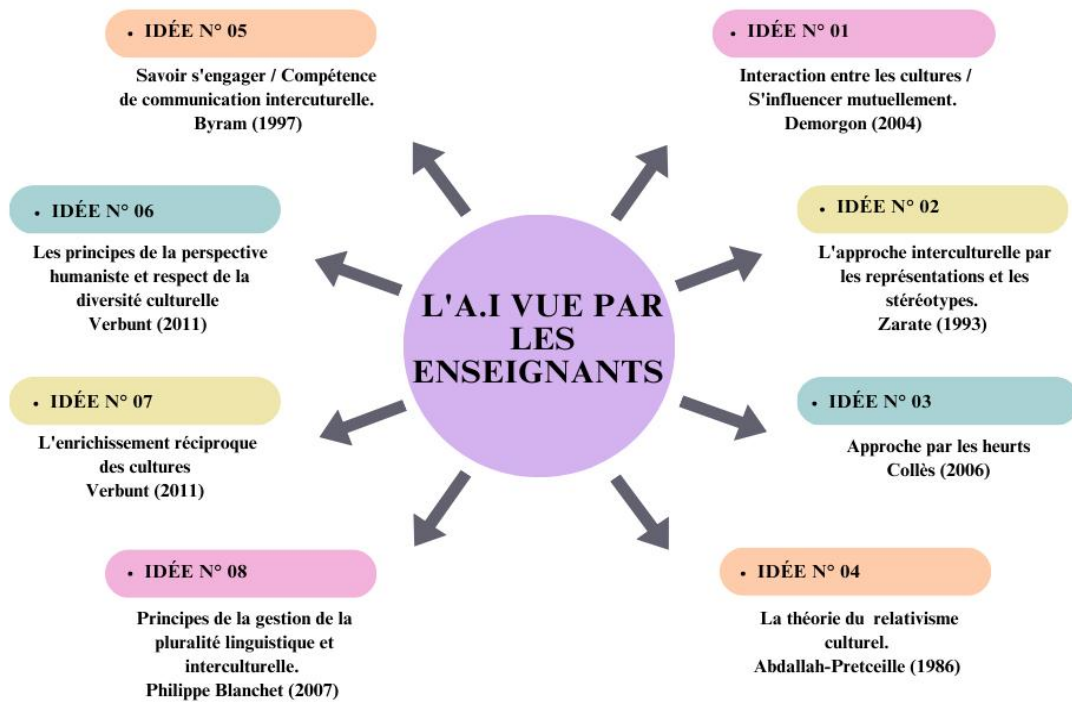 L'A.I VUE PAR
LES
ENSEIGNANTS
• IDÉE N° 01
Interaction entre les cultures /
S'influencer mutuellement.
Demorgon (2004)
• IDÉE N° 02
L'approche interculturelle par
les représentations et les
stéréotypes.
Zarate (1993)
• IDÉE N° 03
Approche par les heurts
Collès (2006)
• IDÉE N° 04
La théorie du relativisme
culturel.
Abdallah-Pretceille (1986)
• IDÉE N° 05
Savoir s'engager / Compétence
de communication intercuturelle.
Byram (1997)
• IDÉE N° 06
Les principes de la perspective
humaniste et respect de la
diversité culturelle
Verbunt (2011)
• IDÉE N° 07
L'enrichissement réciproque
des cultures
Verbunt (2011)
• IDÉE N° 08
Principes de la gestion de la
pluralité linguistique et
interculturelle.
Philippe Blanchet (2007)